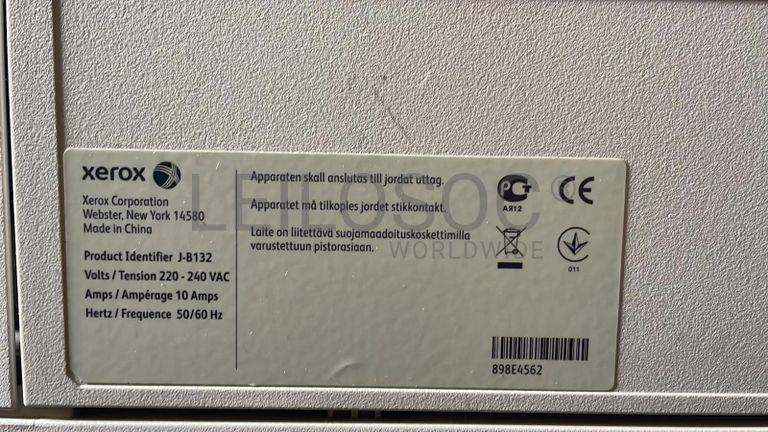 xerox
Xerox Corporation
Webster, New York 14580
Made in China
Product Identifier J-B132
Volts / Tension 220 - 240 VAC
Amps / Ampérage 10 Amps
Hertz / Frequence 50/60 Hz
Apparaten skall anslutas till jordat uttag.
Apparatet må tilkoples jordet stikkontakt.
Laite on liitettävä suojamaadoituskoskettimilla
varustettuun pistorasiaan.
РСТ
АЯ12
CE
011
898E4562
LEILOSOC
WORLDWIDE